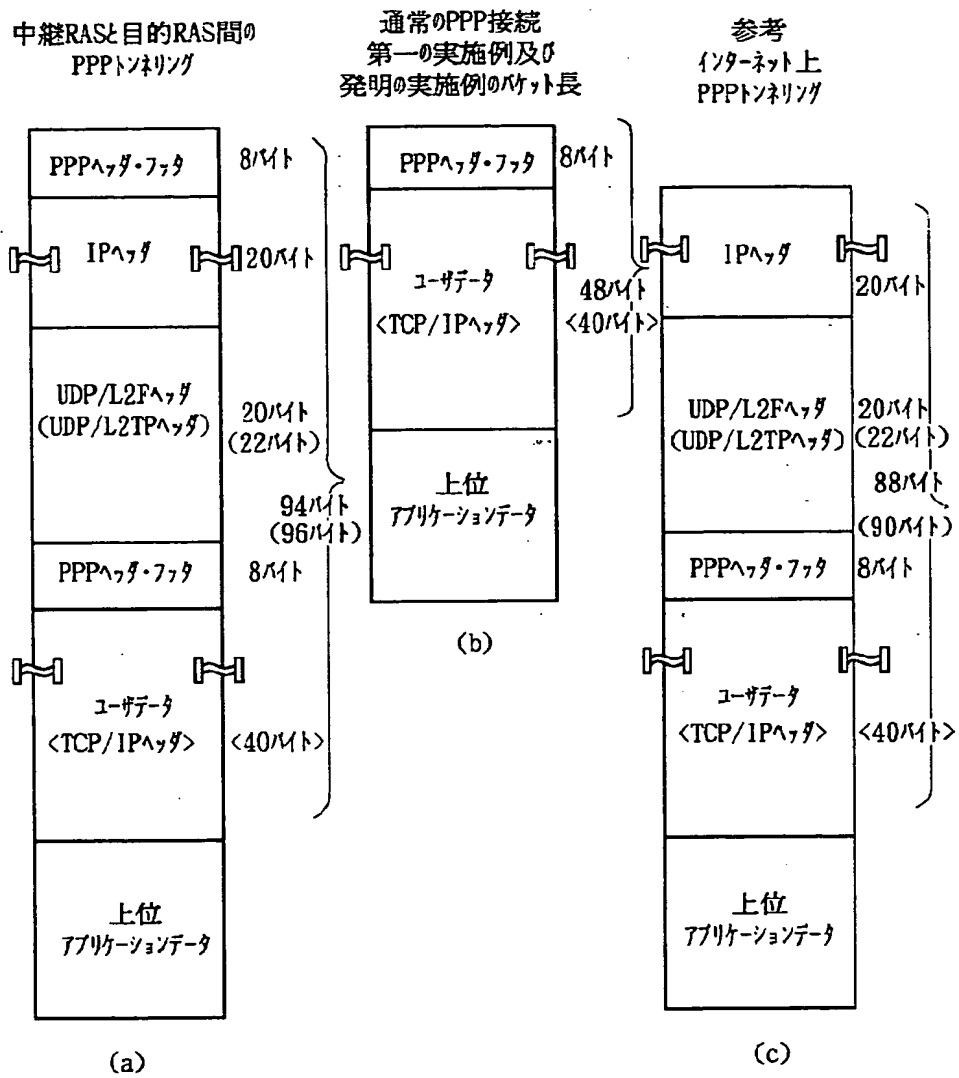 中継RASと目的RAS間の
PPPトンネリング
PPPヘッダ・フッタ
8バイト
IPヘッダ
20バイト
UDP/L2Fヘッダ
(UDP/L2TPヘッダ)
20バイト
(22バイト)
94バイト
(96バイト)
PPPヘッダ・フッタ
8バイト
ユーザデータ
<TCP/IPヘッダ>
<40バイト>
上位
アプリケーションデータ
(a)
通常のPPP接続
第一の実施例及び
発明の実施例のパケット長
PPPヘッダ・フッタ
8バイト
ユーザデータ
<TCP/IPヘッダ>
48バイト
<40バイト>
上位
アプリケーションデータ
(b)
参考
インターネット上
PPPトンネリング
IPヘッダ
20バイト
UDP/L2Fヘッダ
(UDP/L2TPヘッダ)
20バイト
(22バイト)
88バイト
(90バイト)
PPPヘッダ・フッタ
8バイト
ユーザデータ
<TCP/IPヘッダ>
<40バイト>
上位
アプリケーションデータ
(c)